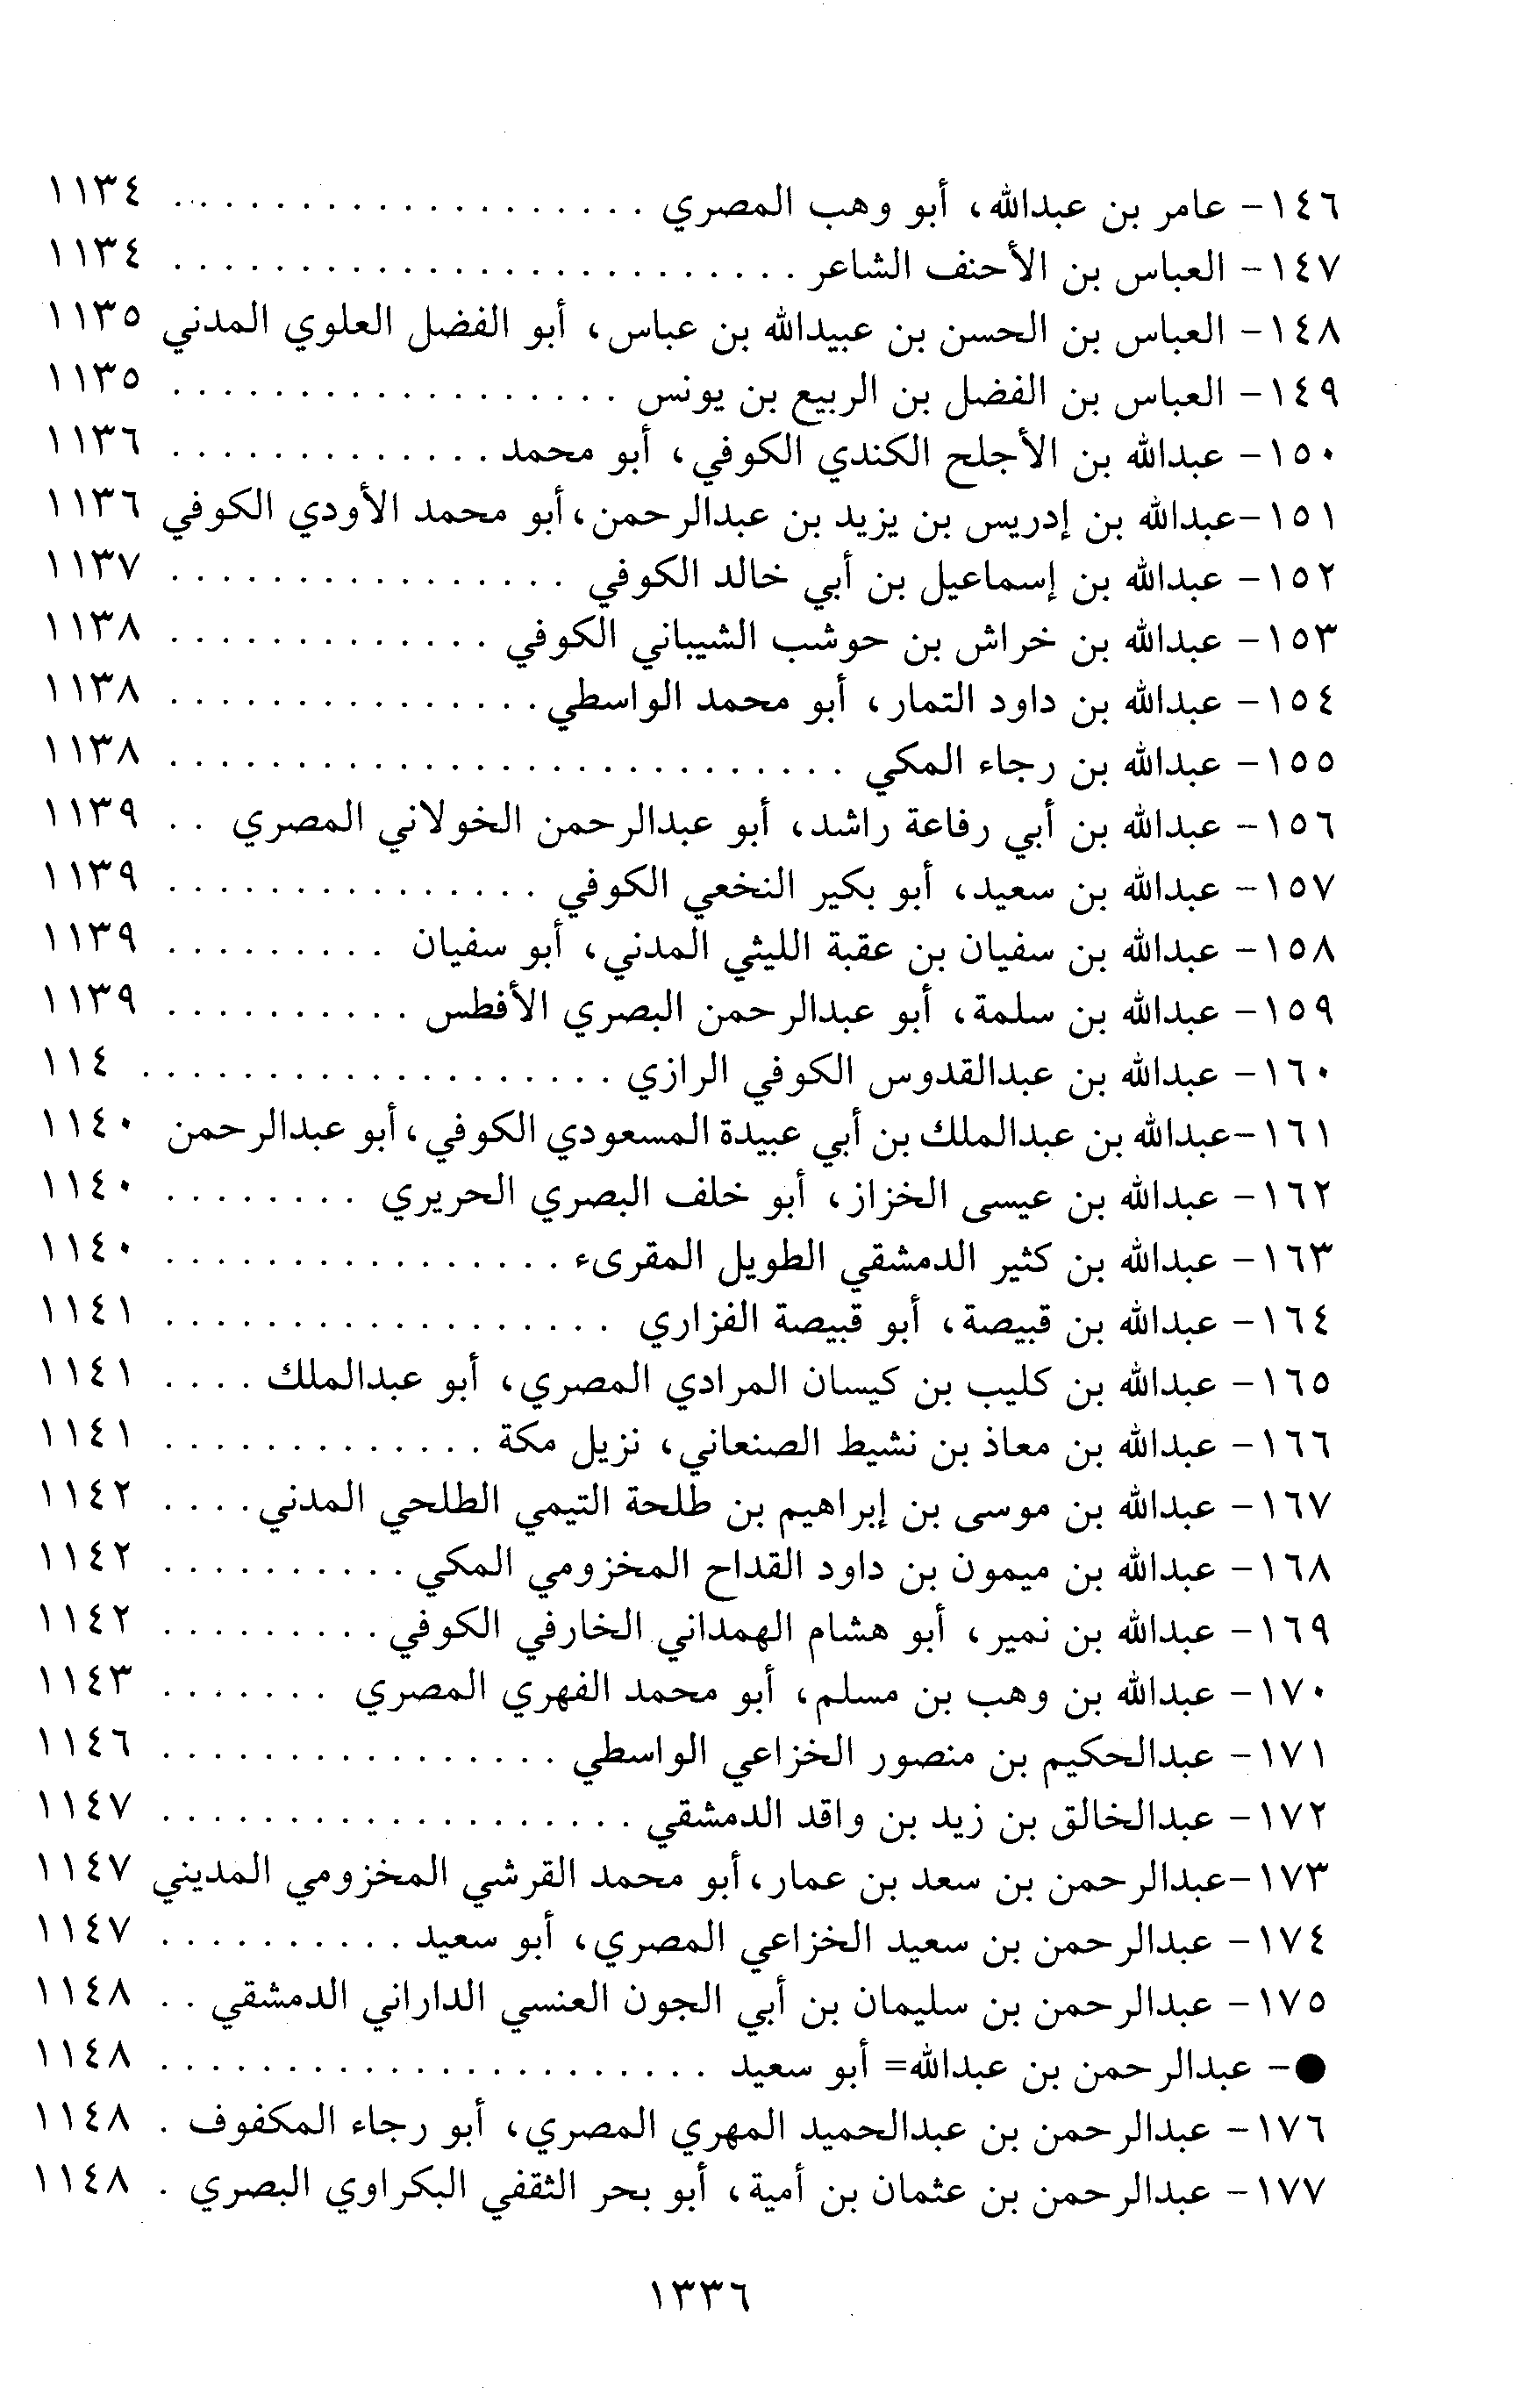 ١٤٦- عامر بن عبدالله، أبو وهب المصري . . . . . . . . . . . . . . . . . . . ١١٣٤
١٤٧- العباس بن الأحنف الشاعر . . . . . . . . . . . . . . . . . . . . . . . . . ١١٣٤
١٤٨- العباس بن الحسن بن عبيدالله بن عباس، أبو الفضل العلوي المدني ١١٣٥
١٤٩- العباس بن الفضل بن الربيع بن يونس . . . . . . . . . . . . . . . . . . ١١٣٥
١٥٠- عبدالله بن الأجلح الكندي الكوفي، أبو محمد . . . . . . . . . . . . . ١١٣٦
١٥١-عبدالله بن إدريس بن يزيد بن عبدالرحمن،أبو محمد الأودي الكوفي ١١٣٦
١٥٢- عبدالله بن إسماعيل بن أبي خالد الكوفي . . . . . . . . . . . . . . . . ١١٣٧
١٥٣- عبدالله بن خراش بن حوشب الشيباني الكوفي . . . . . . . . . . . . . ١١٣٨
١٥٤- عبدالله بن داود التمار، أبو محمد الواسطي . . . . . . . . . . . . . . . ١١٣٨
١٥٥- عبدالله بن رجاء المكي . . . . . . . . . . . . . . . . . . . . . . . . . . . ١١٣٨
١٥٦- عبدالله بن أبي رفاعة راشد، أبو عبدالرحمن الخولاني المصري . . ١١٣٩
١٥٧- عبدالله بن سعيد، أبو بكير النخعي الكوفي . . . . . . . . . . . . . . . ١١٣٩
١٥٨- عبدالله بن سفيان بن عقبة الليثي المدني، أبو سفيان . . . . . . . . . ١١٣٩
١٥٩- عبدالله بن سلمة، أبو عبدالرحمن البصري الأفطس . . . . . . . . . . ١١٣٩
١٦٠- عبدالله بن عبدالقدوس الكوفي الرازي . . . . . . . . . . . . . . . . . . . ١١٤
١٦١-عبدالله بن عبدالملك بن أبي عبيدة المسعودي الكوفي،أبو عبدالرحمن ١١٤٠
١٦٢- عبدالله بن عيسى الخزاز، أبو خلف البصري الحريري . . . . . . . . ١١٤٠
١٦٣- عبدالله بن كثير الدمشقي الطويل المقرىء . . . . . . . . . . . . . . . . ١١٤٠
١٦٤- عبدالله بن قبيصة، أبو قبيصة الفزاري . . . . . . . . . . . . . . . . . . ١١٤١
١٦٥- عبدالله بن كليب بن كيسان المرادي المصري، أبو عبدالملك . . . . ١١٤١
١٦٦- عبدالله بن معاذ بن نشيط الصنعاني، نزيل مكة . . . . . . . . . . . . . ١١٤١
١٦٧- عبدالله بن موسى بن إبراهيم بن طلحة التيمي الطلحي المدني . . . . ١١٤٢
١٦٨- عبدالله بن ميمون بن داود القداح المخزومي المكي . . . . . . . . . . ١١٤٢
١٦٩- عبدالله بن نمير، أبو هشام الهمداني الخارفي الكوفي . . . . . . . . . ١١٤٢
١٧٠- عبدالله بن وهب بن مسلم، أبو محمد الفهري المصري . . . . . . . ١١٤٣
١٧١- عبدالحكيم بن منصور الخزاعي الواسطي . . . . . . . . . . . . . . . . ١١٤٦
١٧٢- عبدالخالق بن زيد بن واقد الدمشقي . . . . . . . . . . . . . . . . . . . ١١٤٧
١٧٣-عبدالرحمن بن سعد بن عمار،أبو محمد القرشي المخزومي المديني ١١٤٧
١٧٤- عبدالرحمن بن سعيد الخزاعي المصري، أبو سعيد . . . . . . . . . . ١١٤٧
١٧٥- عبدالرحمن بن سليمان بن أبي الجون العنسي الداراني الدمشقي . . ١١٤٨
●- عبدالرحمن بن عبدالله= أبو سعيد . . . . . . . . . . . . . . . . . . . . . . ١١٤٨
١٧٦- عبدالرحمن بن عبدالحميد المهري المصري، أبو رجاء المكفوف . ١١٤٨
١٧٧- عبدالرحمن بن عثمان بن أمية، أبو بحر الثقفي البكراوي البصري . ١١٤٨
١٣٣٦